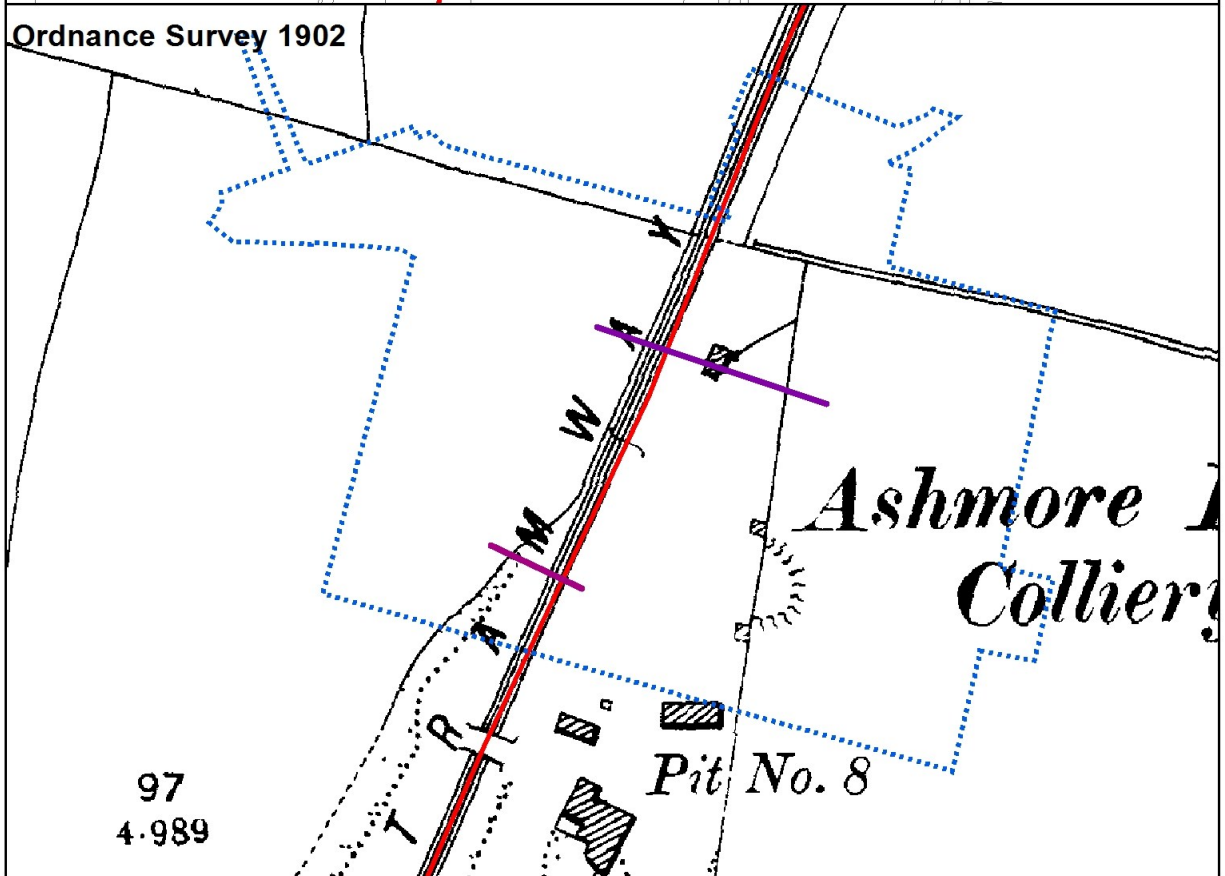 Ordnance Survey 1902
TRAMWAY
Ashmore
Colliery
Pit No. 8
97
4·989